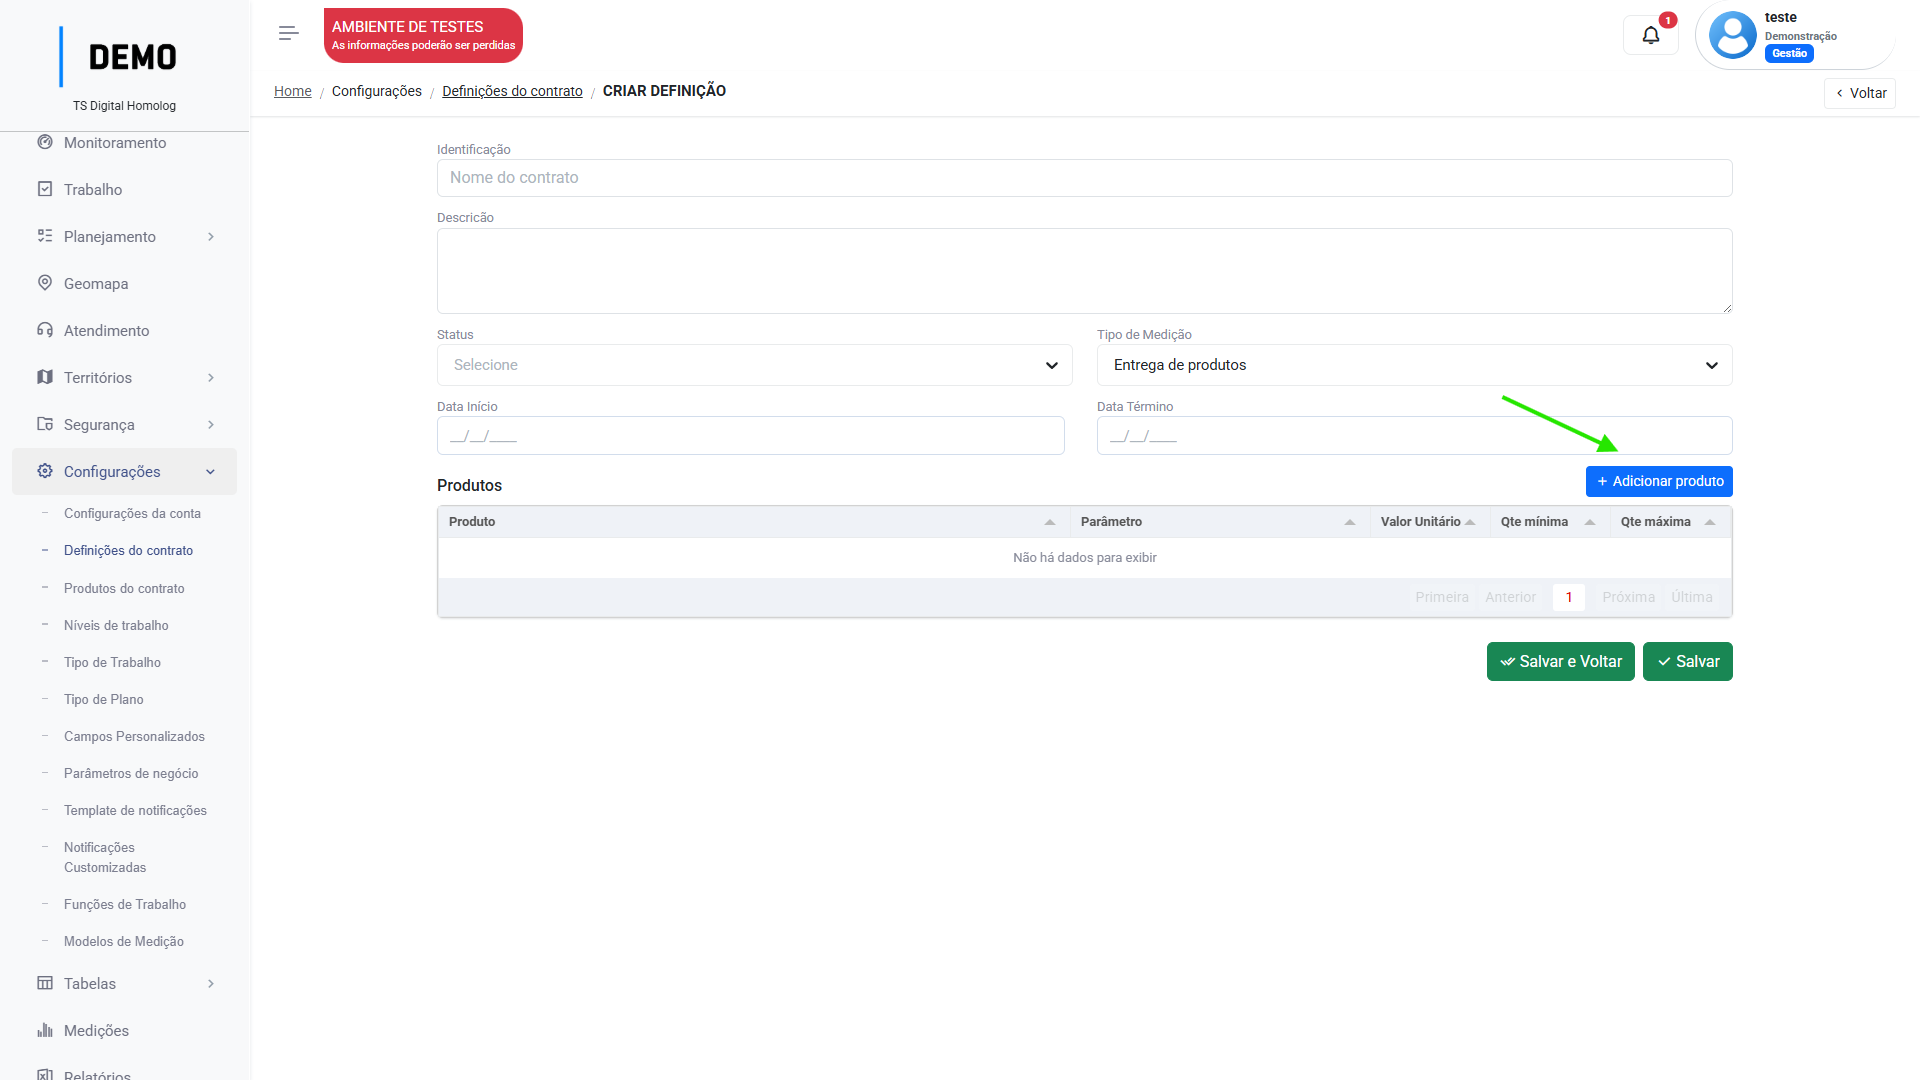 DEMO
TS Digital Homolog
Monitoramento
Trabalho
Planejamento
Geomapa
Atendimento
Territórios
Segurança
Configurações
Configurações da conta
Definições do contrato
Produtos do contrato
Níveis de trabalho
Tipo de Trabalho
Tipo de Plano
Campos Personalizados
Parâmetros de negócio
Template de notificações
Notificações
Customizadas
Funções de Trabalho
Modelos de Medição
Tabelas
Medições
Relatórios
AMBIENTE DE TESTES
As informações poderão ser perdidas
1
teste
Demonstração
Gestão
Home / Configurações / Definições do contrato / CRIAR DEFINIÇÃO
Voltar
Identificação
Nome do contrato
Descricão
Status
Selecione
Tipo de Medição
Entrega de produtos
Data Início
__/__/____
Data Término
__/__/____
Produtos
+ Adicionar produto
Produto Parâmetro Valor Unitário Qte mínima Qte máxima
Não há dados para exibir
Primeira Anterior 1 Próxima Última
Salvar e Voltar
Salvar